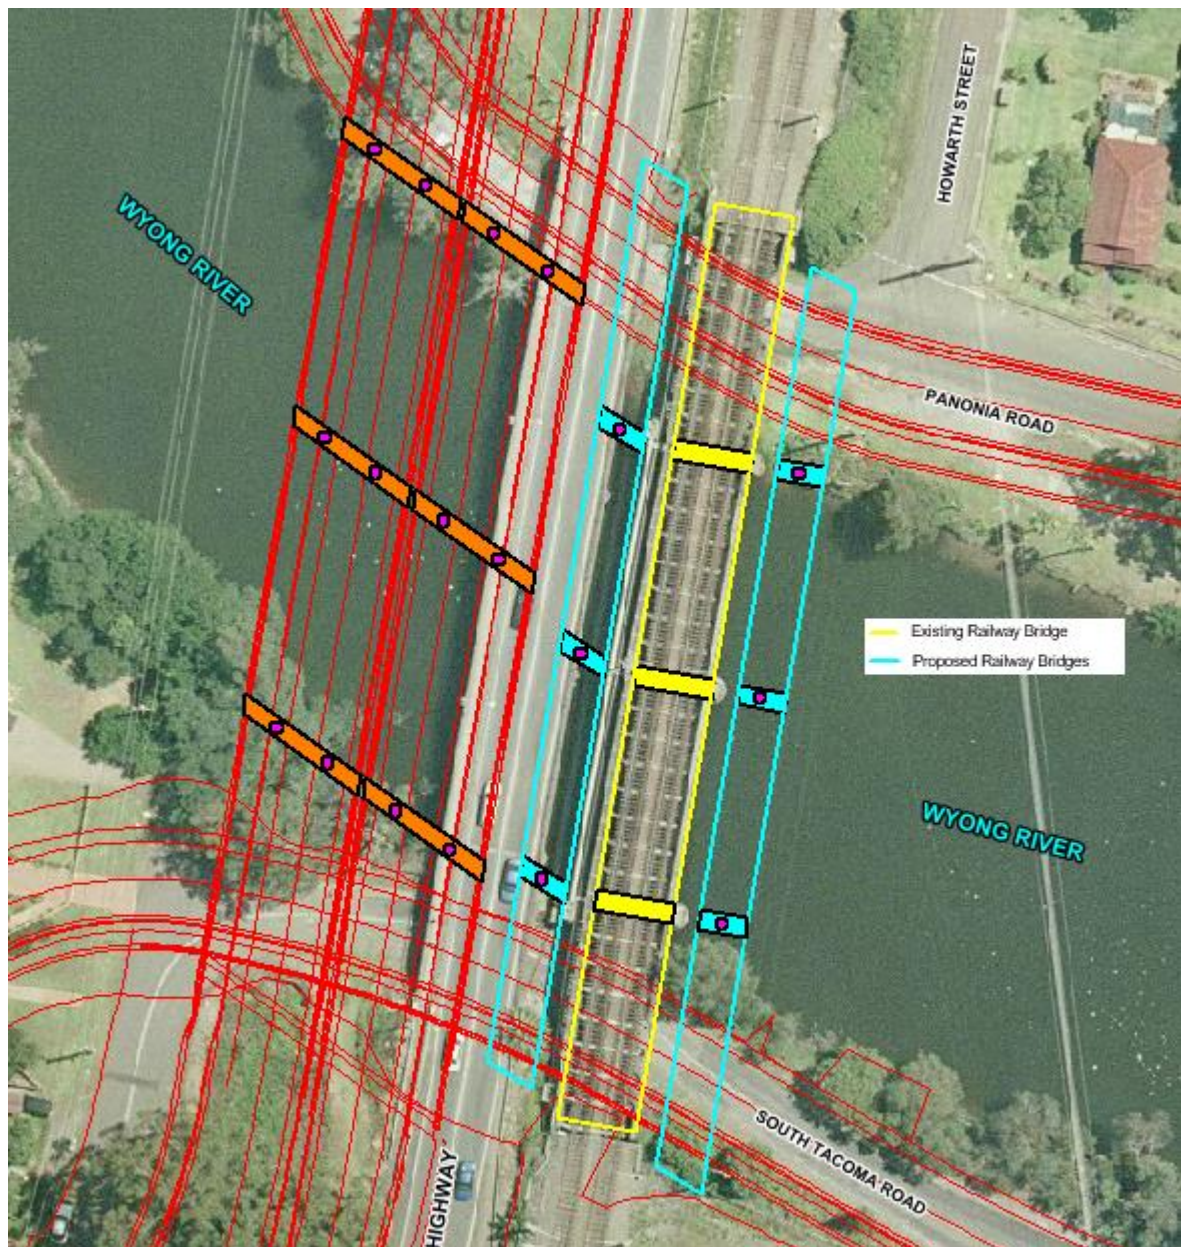 HOWARTH STREET
WYONG RIVER
PANONIA ROAD
Existing Railway Bridge
Proposed Railway Bridges
WYONG RIVER
SOUTH TACOMA ROAD
HIGHWAY